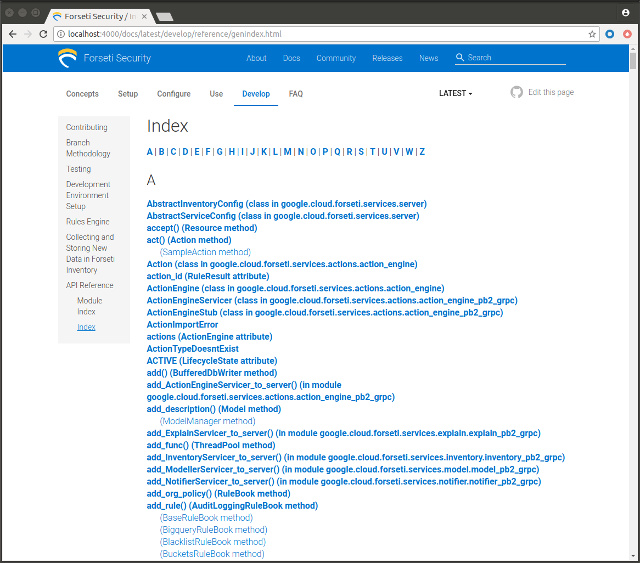 Forseti Security / In
localhost:4000/docs/latest/develop/reference/genindex.html
Forseti Security
About
Docs
Community
Releases
News
Search
Concepts
Setup
Configure
Use
Develop
FAQ
LATEST
Edit this page
Contributing
Branch
Methodology
Testing
Development
Environment
Setup
Rules Engine
Collecting and
Storing New
Data in Forseti
Inventory
API Reference
Module
Index
Index
Index
A | B | C | D | E | F | G | H | I | J | K | L | M | N | O | P | Q | R | S | T | U | V | W | Z
A
AbstractInventoryConfig (class in google.cloud.forseti.services.server)
AbstractServiceConfig (class in google.cloud.forseti.services.server)
accept() (Resource method)
act() (Action method)
(SampleAction method)
Action (class in google.cloud.forseti.services.actions.action_engine)
action_id (RuleResult attribute)
ActionEngine (class in google.cloud.forseti.services.actions.action_engine)
ActionEngineServicer (class in google.cloud.forseti.services.actions.action_engine_pb2_grpc)
ActionEngineStub (class in google.cloud.forseti.services.actions.action_engine_pb2_grpc)
ActionImportError
actions (ActionEngine attribute)
ActionTypeDoesntExist
ACTIVE (LifecycleState attribute)
add() (BufferedDbWriter method)
add_ActionEngineServicer_to_server() (in module
google.cloud.forseti.services.actions.action_engine_pb2_grpc)
add_description() (Model method)
(ModelManager method)
add_ExplainServicer_to_server() (in module google.cloud.forseti.services.explain.explain_pb2_grpc)
add_func() (ThreadPool method)
add_InventoryServicer_to_server() (in module google.cloud.forseti.services.inventory.inventory_pb2_grpc)
add_ModellerServicer_to_server() (in module google.cloud.forseti.services.model.model_pb2_grpc)
add_NotifierServicer_to_server() (in module google.cloud.forseti.services.notifier.notifier_pb2_grpc)
add_org_policy() (RuleBook method)
add_rule() (AuditLoggingRuleBook method)
(BaseRuleBook method)
(BigqueryRuleBook method)
(BlacklistRuleBook method)
(BucketsRuleBook method)